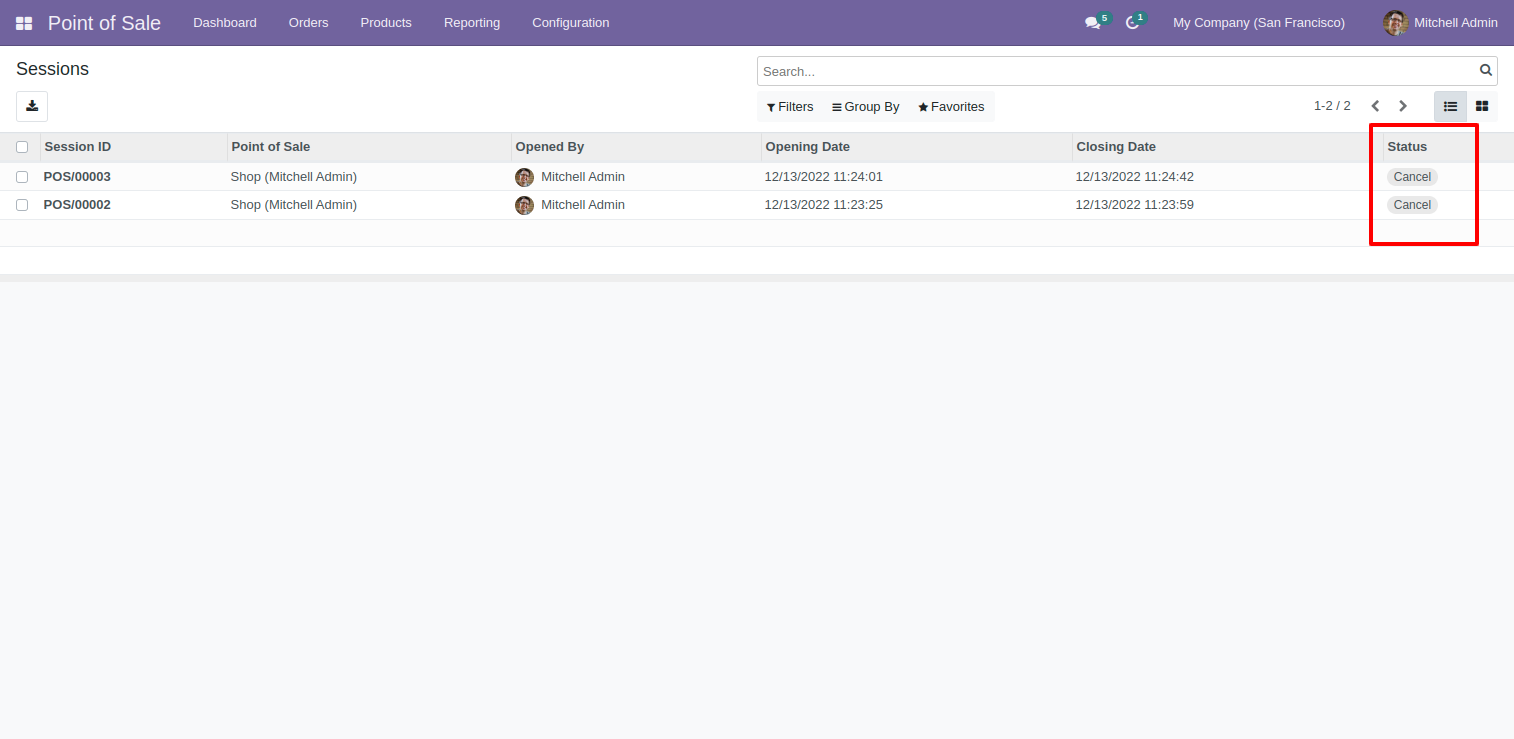 Point of Sale Dashboard Orders Products Reporting Configuration 5 1 My Company (San Francisco) Mitchell Admin
Sessions
Search...
Filters Group By Favorites 1-2 / 2
Session ID Point of Sale Opened By Opening Date Closing Date Status
POS/00003 Shop (Mitchell Admin) Mitchell Admin 12/13/2022 11:24:01 12/13/2022 11:24:42 Cancel
POS/00002 Shop (Mitchell Admin) Mitchell Admin 12/13/2022 11:23:25 12/13/2022 11:23:59 Cancel